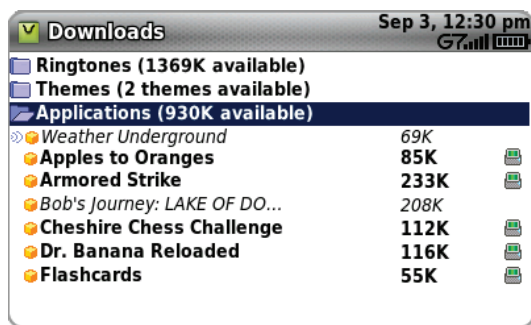 Downloads Sep 3, 12:30 pm
G7
Ringtones (1369K available)
Themes (2 themes available)
Applications (930K available)
Weather Underground 69K
Apples to Oranges 85K
Armored Strike 233K
Bob's Journey: LAKE OF DO... 208K
Cheshire Chess Challenge 112K
Dr. Banana Reloaded 116K
Flashcards 55K